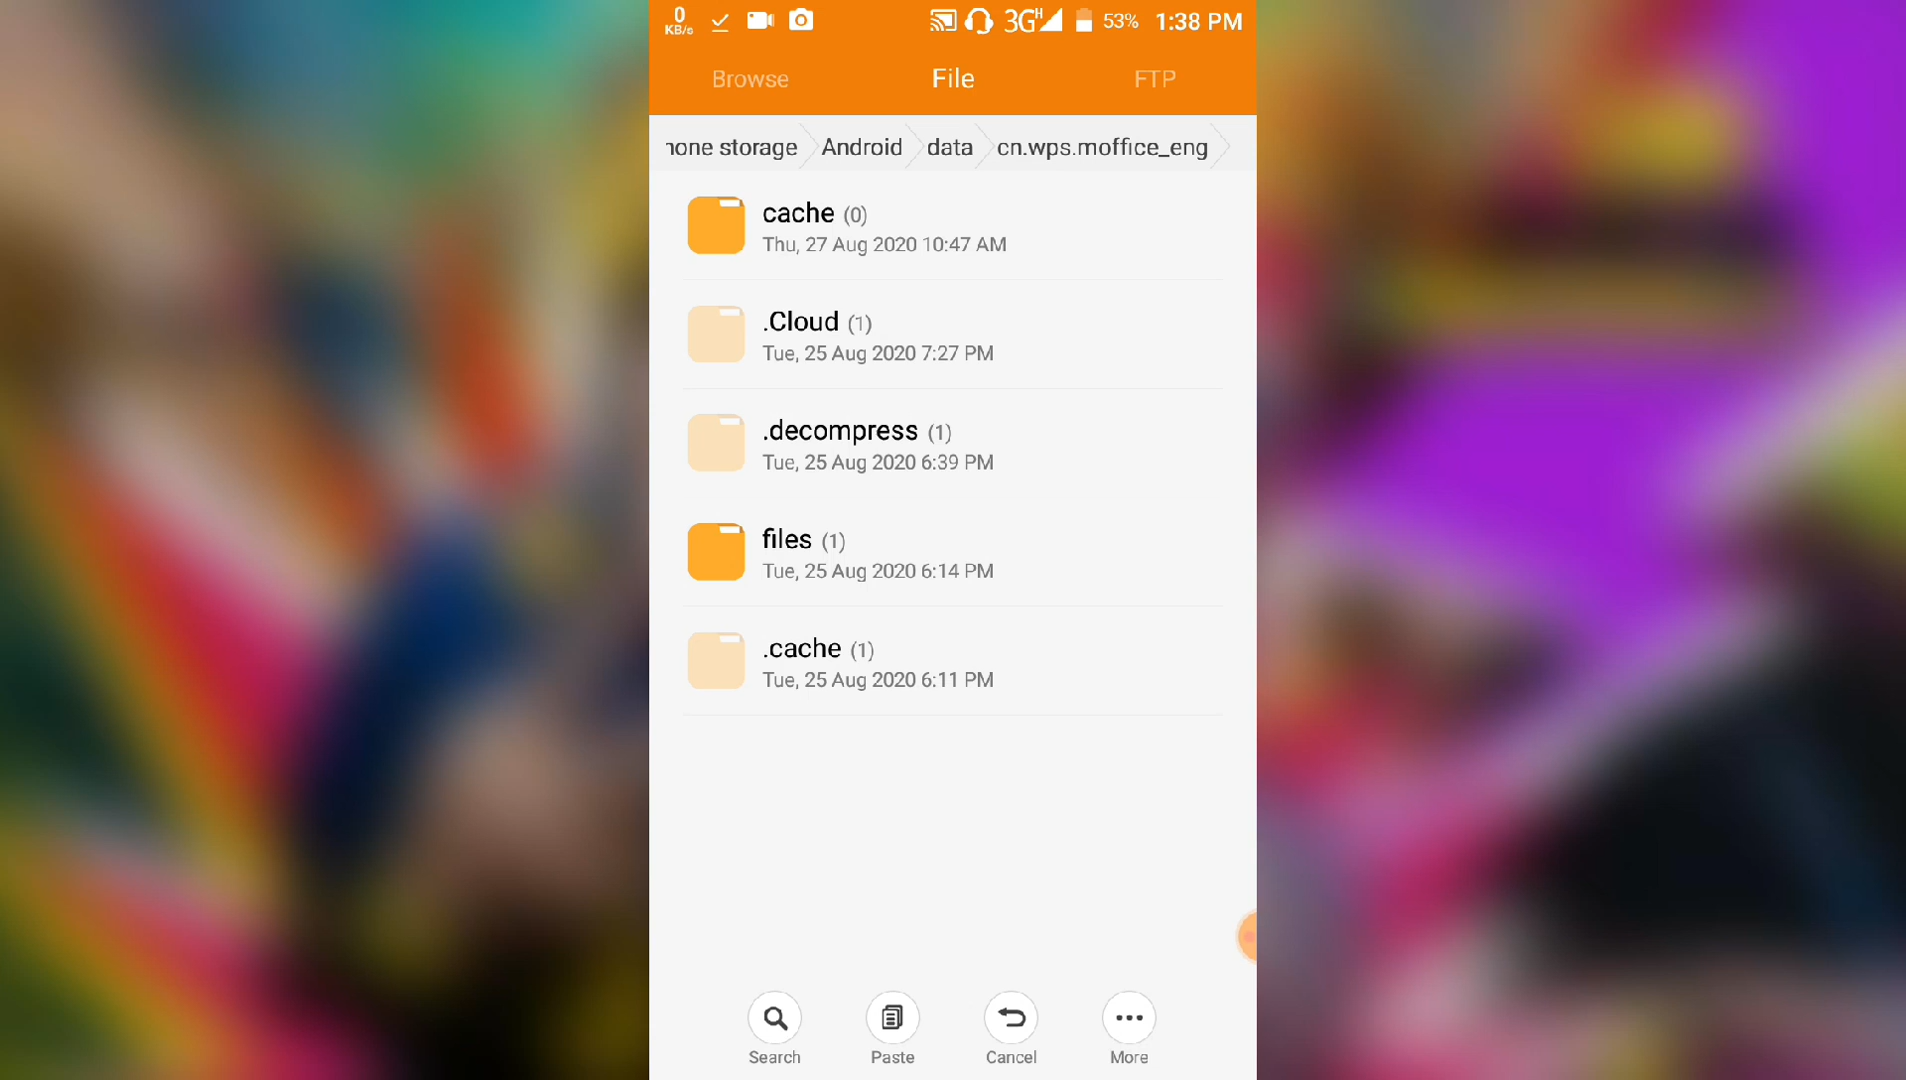 0 KB/s 3G H 53% 1:38 PM
Browse File FTP
none storage Android data cn.wps.moffice_eng
cache (0)
Thu, 27 Aug 2020 10:47 AM
.Cloud (1)
Tue, 25 Aug 2020 7:27 PM
.decompress (1)
Tue, 25 Aug 2020 6:39 PM
files (1)
Tue, 25 Aug 2020 6:14 PM
.cache (1)
Tue, 25 Aug 2020 6:11 PM
Search Paste Cancel More